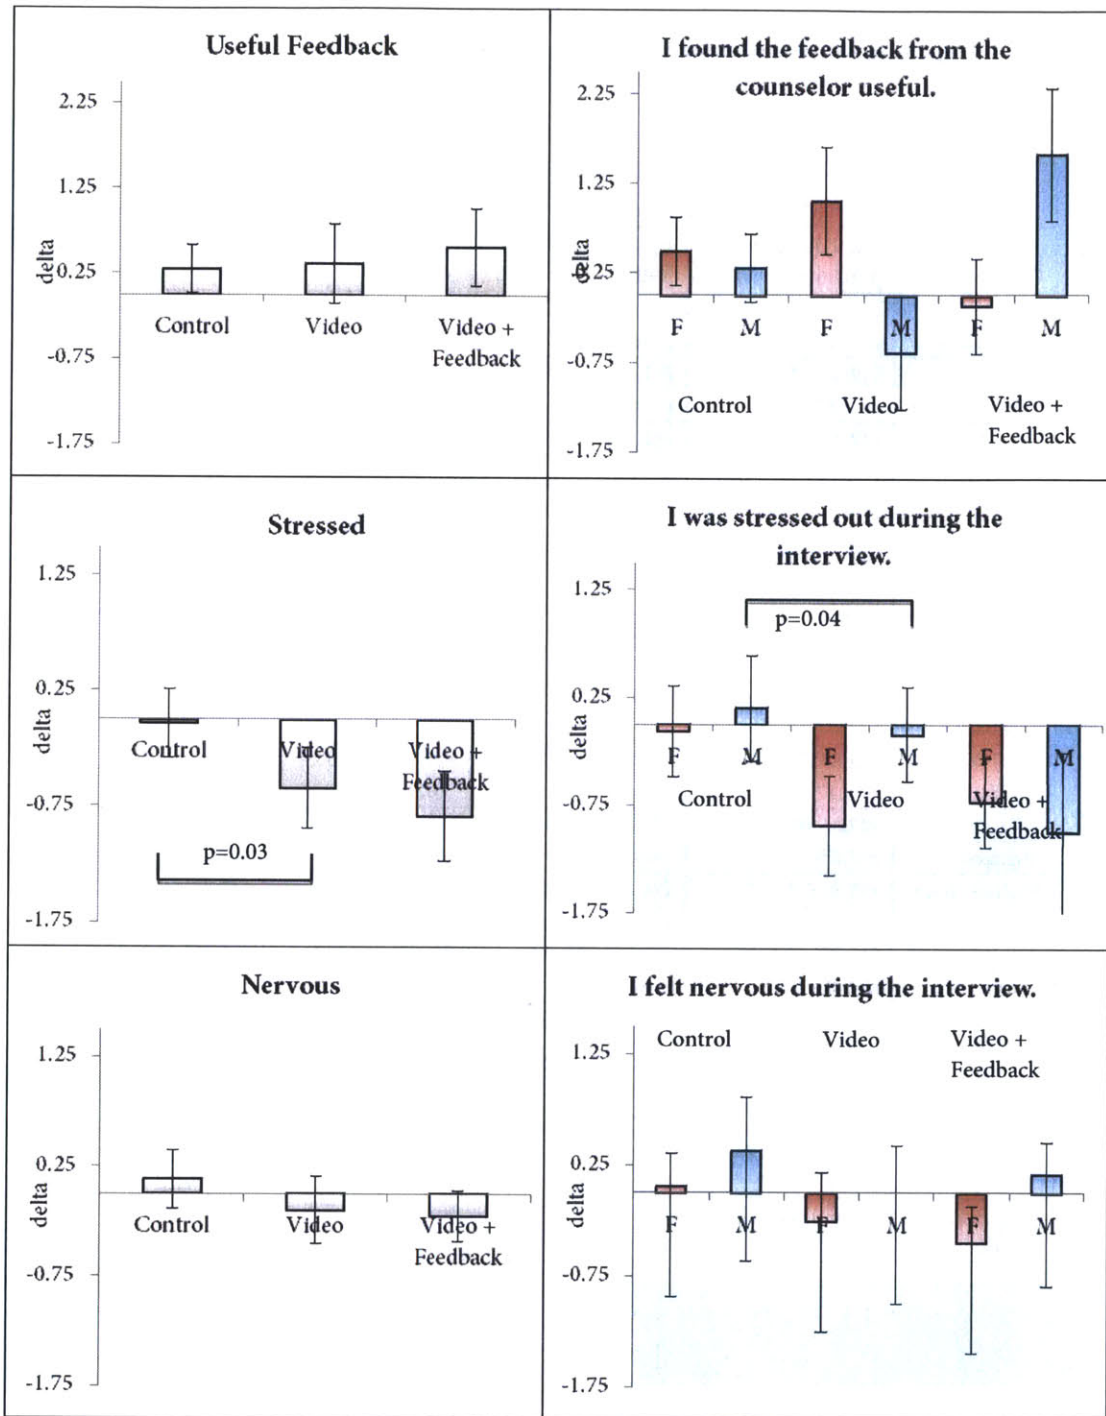 Useful Feedback
2.25
1.25
0.25
-0.75
-1.75
delta
Control
Video
Video +
Feedback
I found the feedback from the
counselor useful.
2.25
1.25
0.25
-0.75
-1.75
delta
F
M
F
M
F
M
Control
Video
Video +
Feedback
Stressed
1.25
0.25
-0.75
-1.75
delta
Control
Video
Video +
Feedback
p=0.03
I was stressed out during the
interview.
1.25
0.25
-0.75
-1.75
delta
p=0.04
F
M
F
M
F
M
Control
Video
Video +
Feedback
Nervous
1.25
0.25
-0.75
-1.75
delta
Control
Video
Video +
Feedback
I felt nervous during the interview.
Control
Video
Video +
Feedback
1.25
0.25
-0.75
-1.75
delta
F
M
F
M
F
M